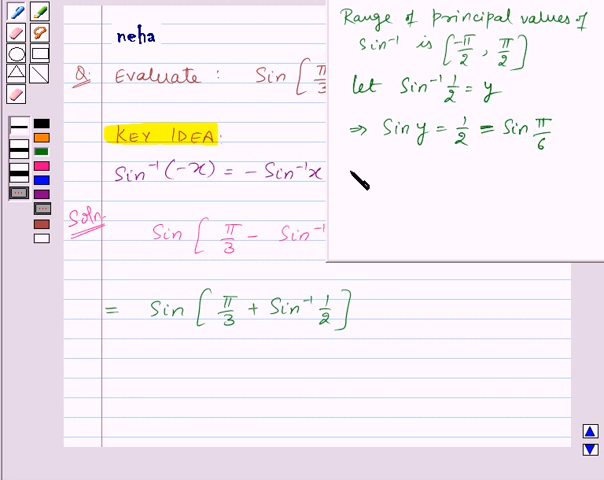 neha
Q. Evaluate : Sin [ π/3
KEY IDEA:
Sin⁻¹(-x) = - Sin⁻¹x
Soln
Sin [ π/3 - Sin⁻¹
= Sin [ π/3 + Sin⁻¹ 1/2 ]
Range of principal values of
Sin⁻¹ is [ -π/2 , π/2 ]
let Sin⁻¹ 1/2 = y
⇒ Sin y = 1/2 = Sin π/6